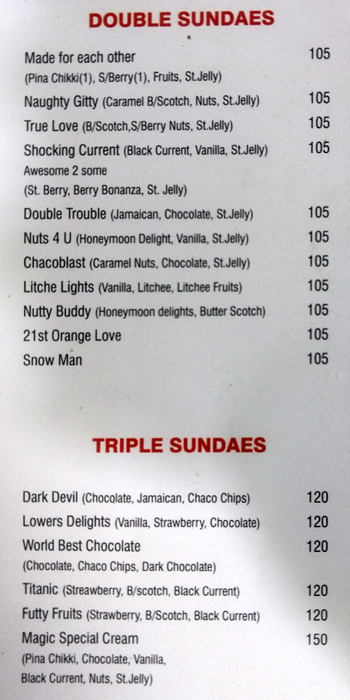 DOUBLE SUNDAES
Made for each other 105
(Pina Chikki(1), S/Berry(1), Fruits, St.Jelly)
Naughty Gitty (Caramel B/Scotch, Nuts, St.Jelly) 105
True Love (B/Scotch,S/Berry Nuts, St.Jelly) 105
Shocking Current (Black Current, Vanilla, St.Jelly) 105
Awesome 2 some
(St. Berry, Berry Bonanza, St. Jelly)
Double Trouble (Jamaican, Chocolate, St.Jelly) 105
Nuts 4 U (Honeymoon Delight, Vanilla, St.Jelly) 105
Chacoblast (Caramel Nuts, Chocolate, St.Jelly) 105
Litche Lights (Vanilla, Litchee, Litchee Fruits) 105
Nutty Buddy (Honeymoon delights, Butter Scotch) 105
21st Orange Love 105
Snow Man 105
TRIPLE SUNDAES
Dark Devil (Chocolate, Jamaican, Chaco Chips) 120
Lowers Delights (Vanilla, Strawberry, Chocolate) 120
World Best Chocolate 120
(Chocolate, Chaco Chips, Dark Chocolate)
Titanic (Streawberry, B/scotch, Black Current) 120
Futty Fruits (Strawberry, B/Scotch, Black Current) 120
Magic Special Cream 150
(Pina Chikki, Chocolate, Vanilla,
Black Current, Nuts, St.Jelly)